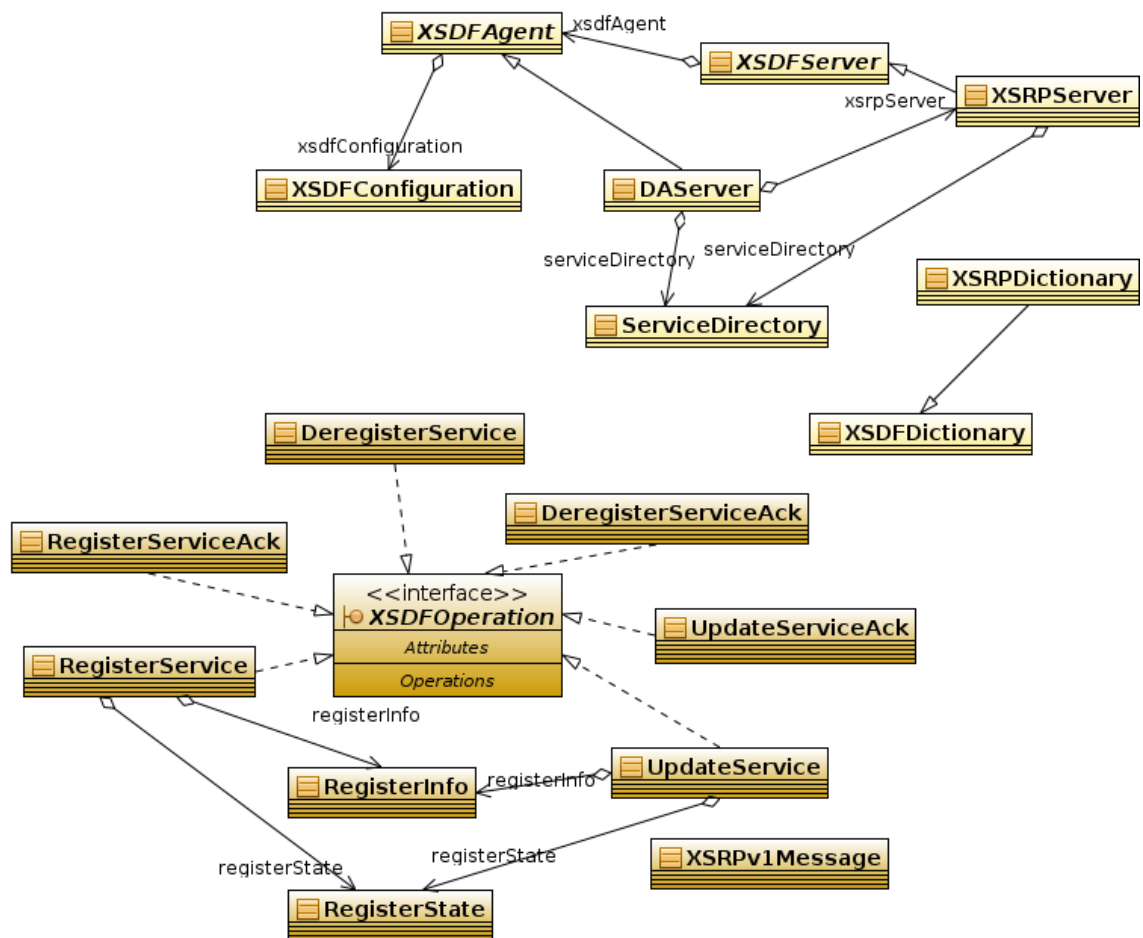 XSDFAgent
xsdfAgent
XSDFServer
XSRPServer
xsrpServer
xsdfConfiguration
XSDFConfiguration
DAServer
serviceDirectory
serviceDirectory
XSRPDictionary
ServiceDirectory
DeregisterService
XSDFDictionary
DeregisterServiceAck
RegisterServiceAck
<<interface>>
XSDFOperation
Attributes
Operations
UpdateServiceAck
RegisterService
registerInfo
UpdateService
RegisterInfo
registerInfo
XSRPv1Message
registerState
registerState
RegisterState